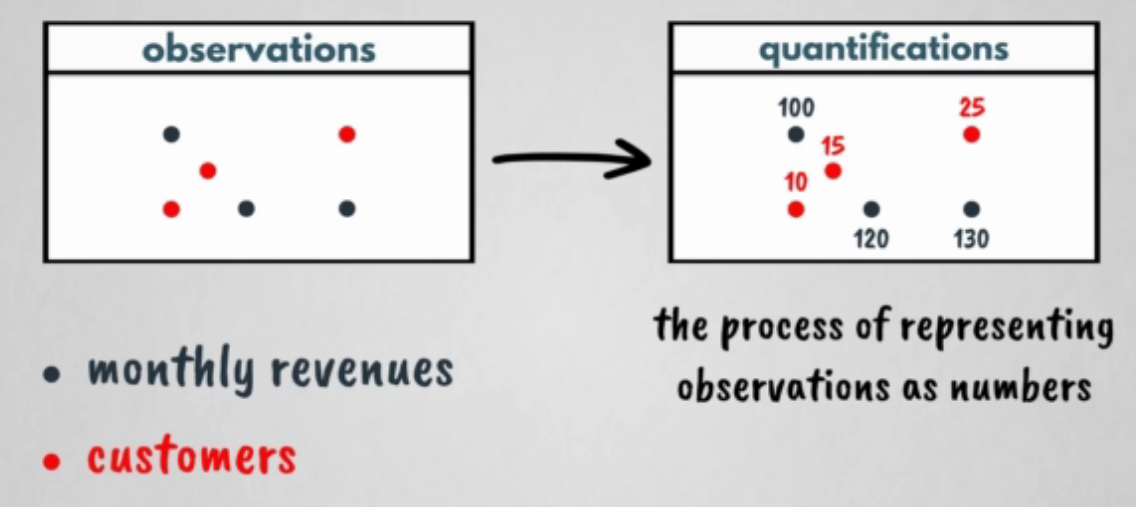 observations
quantifications
100
25
15
10
120
130
the process of representing
observations as numbers
monthly revenues
customers